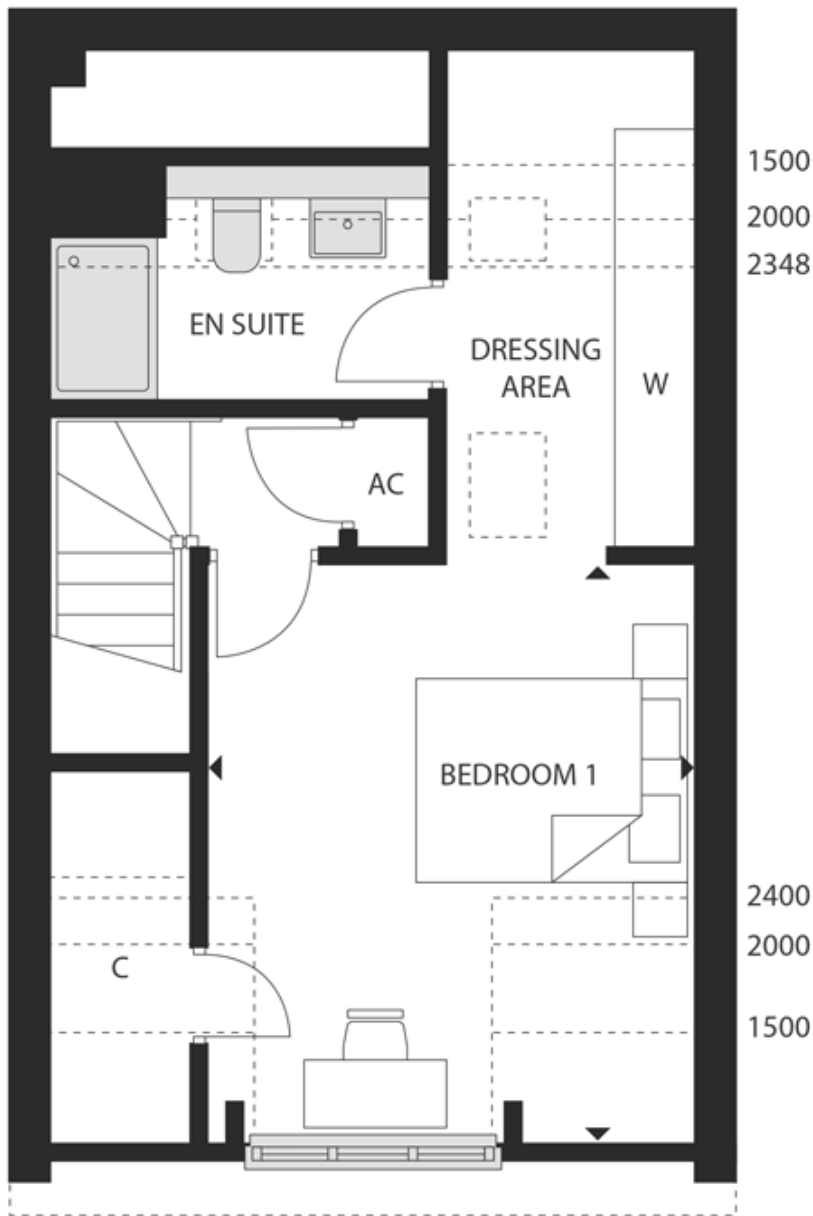 1500
2000
2348
EN SUITE
DRESSING
AREA
W
AC
BEDROOM 1
2400
2000
C
1500